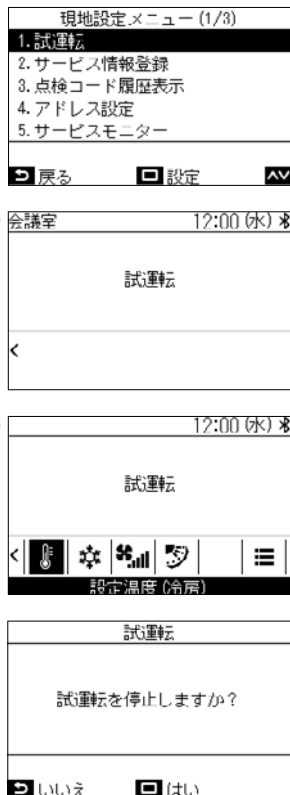 現地設定メニュー (1/3)
1.試運転
2.サービス情報登録
3.点検コード履歴表示
4.アドレス設定
5.サービスモニター
戻る 設定
会議室 12:00 (水)
試運転
12:00 (水)
試運転
設定温度 (冷房)
試運転
試運転を停止しますか?
いいえ はい